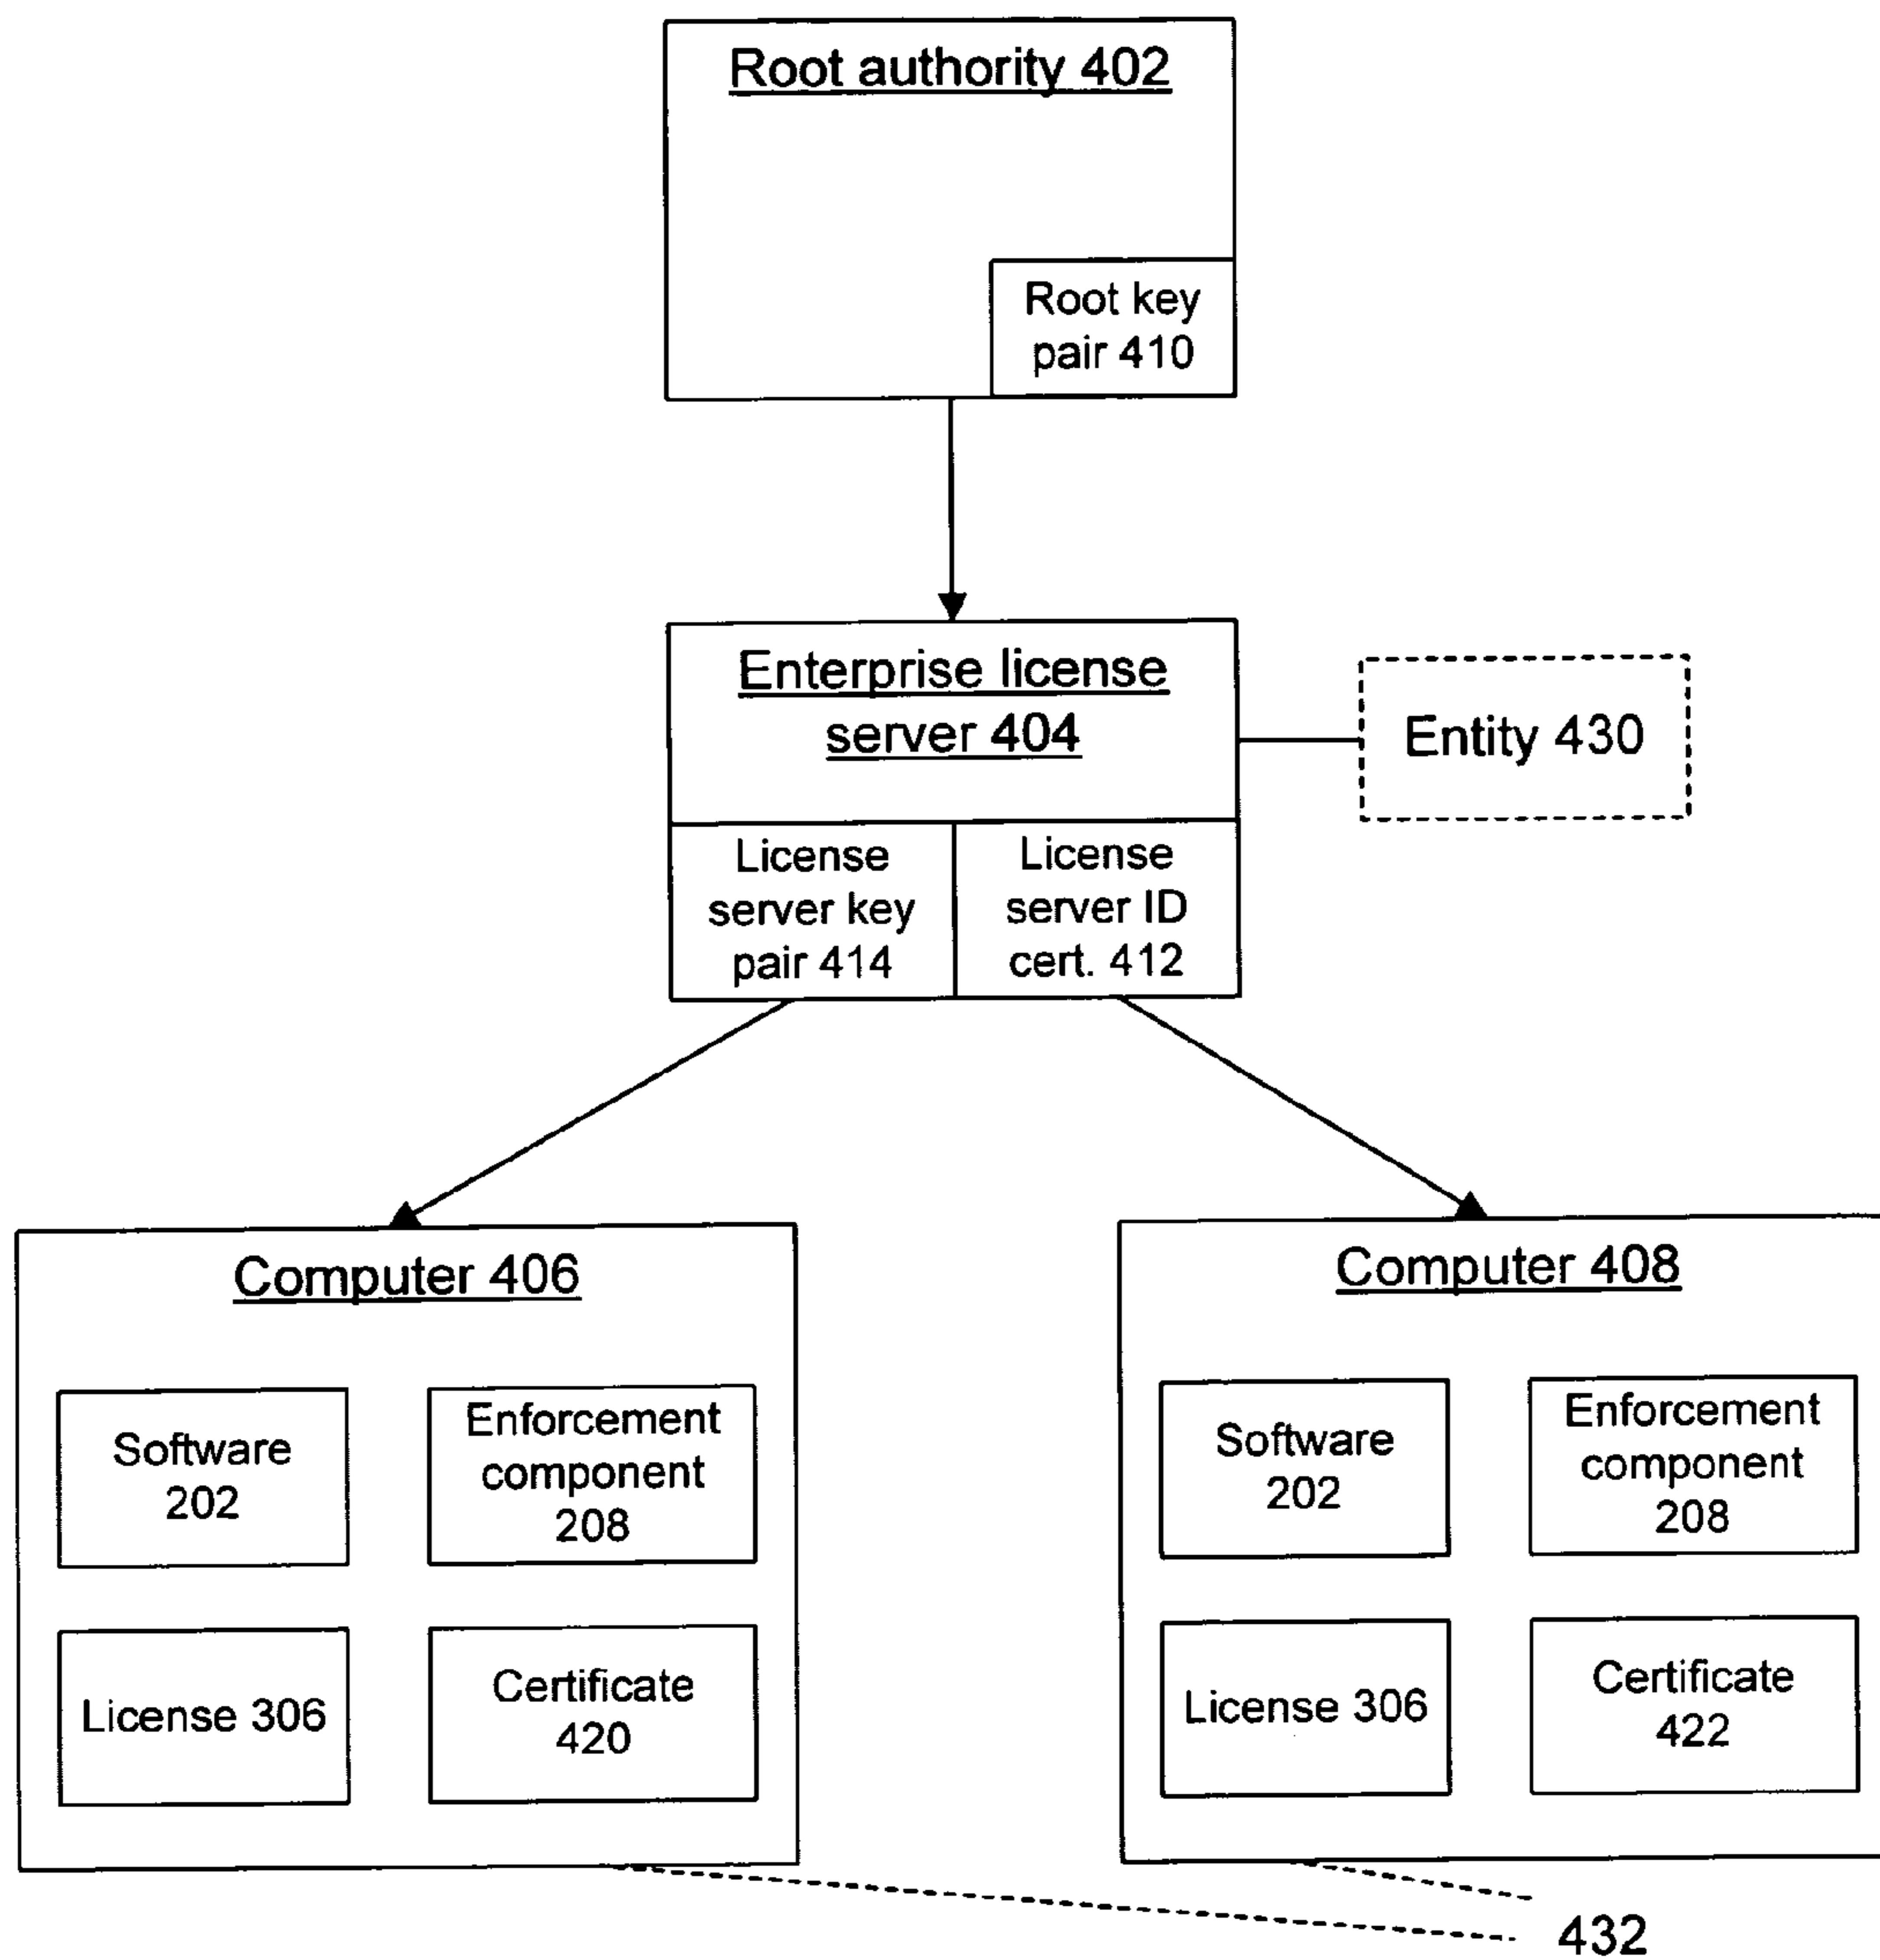 Root authority 402
Root key
pair 410
Enterprise license
server 404
Entity 430
License
server key
pair 414
License
server ID
cert. 412
Computer 406
Software
202
Enforcement
component
208
License 306
Certificate
420
Computer 408
Software
202
Enforcement
component
208
License 306
Certificate
422
432